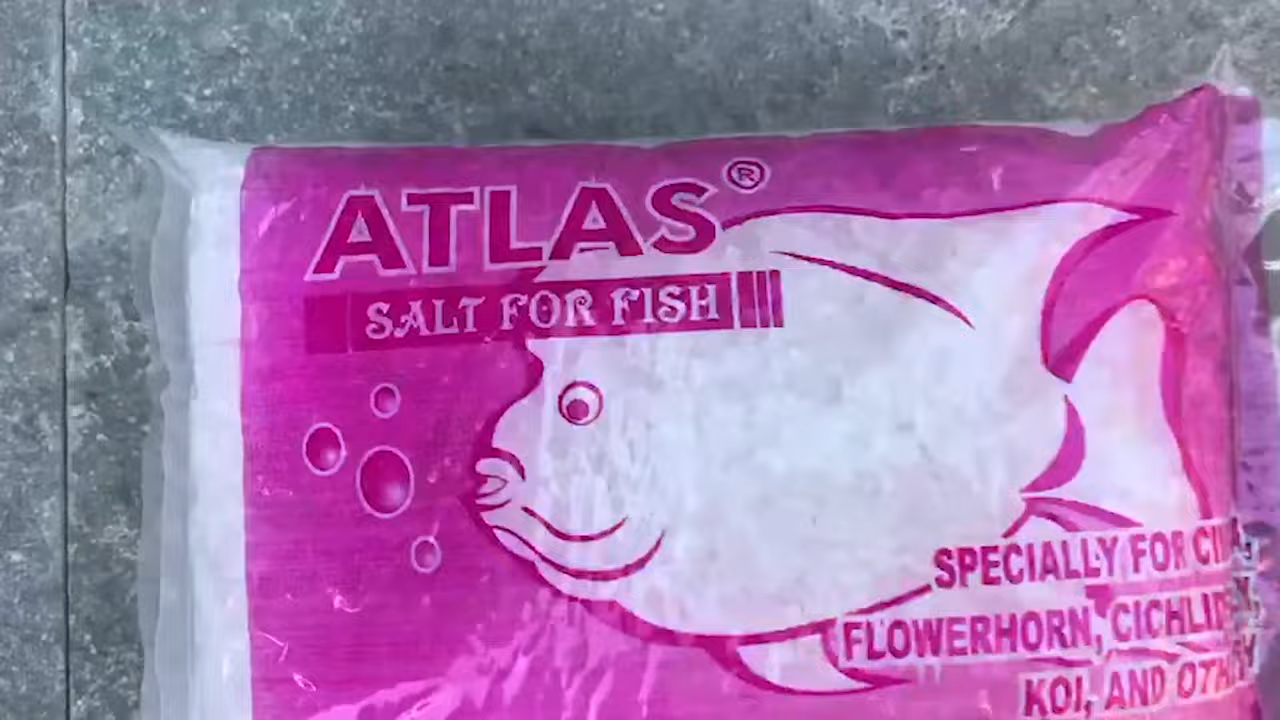 ATLAS®
SALT FOR FISH
SPECIALLY FOR
FLOWERHORN,
KOI, AND